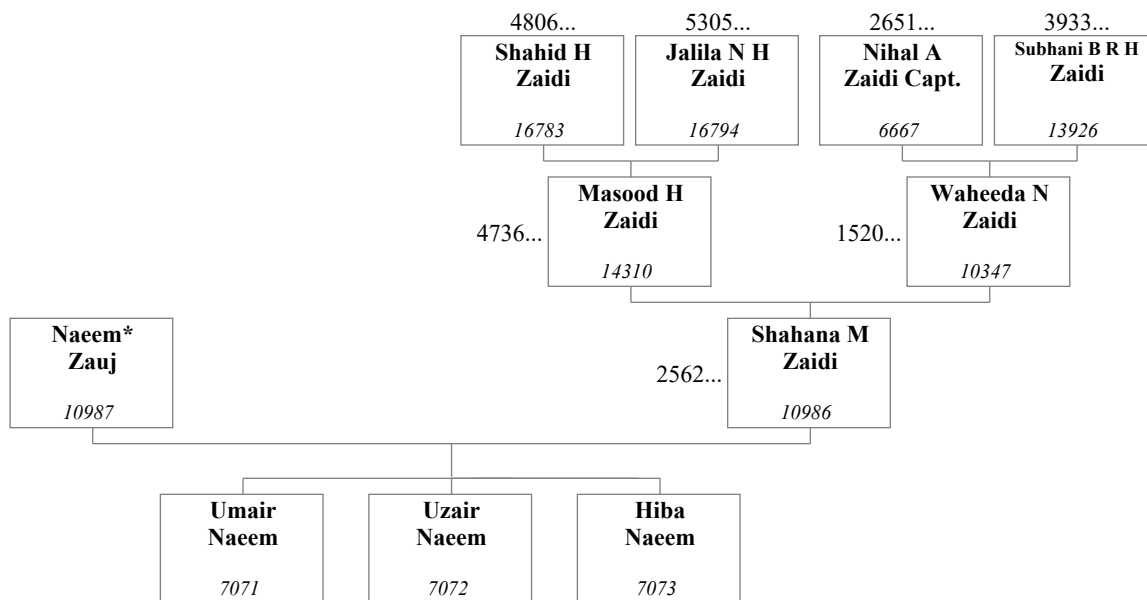 4806... 5305... 2651... 3933...
Shahid H
Zaidi
16783
Jalila N H
Zaidi
16794
Nihal A
Zaidi Capt.
6667
Subhani B R H
Zaidi
13926
4736...
Masood H
Zaidi
14310
1520...
Waheeda N
Zaidi
10347
Naeem*
Zauj
10987
2562...
Shahana M
Zaidi
10986
Umair
Naeem
7071
Uzair
Naeem
7072
Hiba
Naeem
7073